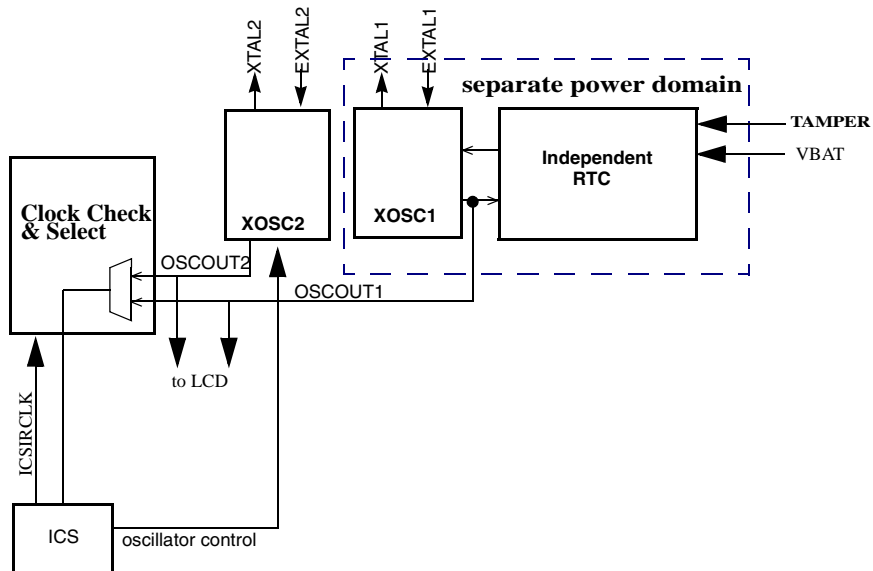 XTAL2
EXTAL2
XTAL1
EXTAL1
separate power domain
TAMPER
VBAT
Independent
RTC
Clock Check
& Select
XOSC2
XOSC1
OSCOUT2
OSCOUT1
to LCD
ICSIRCLK
ICS
oscillator control